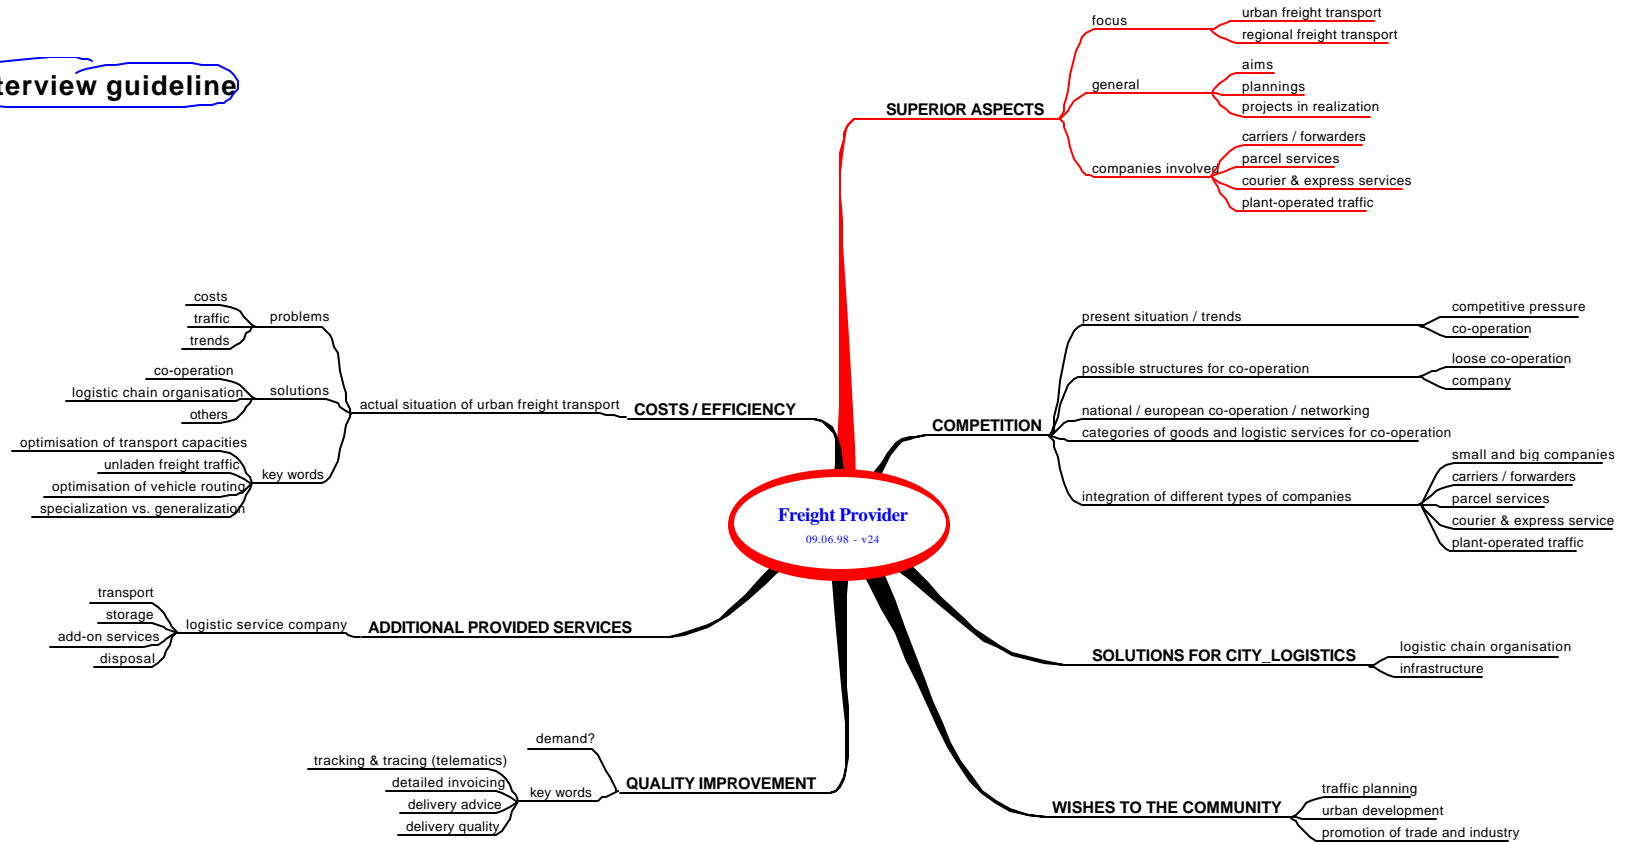 terview guideline
Freight Provider
09.06.98 - v24
SUPERIOR ASPECTS
focus
urban freight transport
regional freight transport
general
aims
plannings
projects in realization
companies involved
carriers / forwarders
parcel services
courier & express services
plant-operated traffic
COMPETITION
present situation / trends
competitive pressure
co-operation
possible structures for co-operation
loose co-operation
company
national / european co-operation / networking
categories of goods and logistic services for co-operation
integration of different types of companies
small and big companies
carriers / forwarders
parcel services
courier & express service
plant-operated traffic
SOLUTIONS FOR CITY_LOGISTICS
logistic chain organisation
infrastructure
WISHES TO THE COMMUNITY
traffic planning
urban development
promotion of trade and industry
QUALITY IMPROVEMENT
demand?
key words
tracking & tracing (telematics)
detailed invoicing
delivery advice
delivery quality
ADDITIONAL PROVIDED SERVICES
logistic service company
transport
storage
add-on services
disposal
COSTS / EFFICIENCY
actual situation of urban freight transport
problems
costs
traffic
trends
solutions
co-operation
logistic chain organisation
others
key words
optimisation of transport capacities
unladen freight traffic
optimisation of vehicle routing
specialization vs. generalization